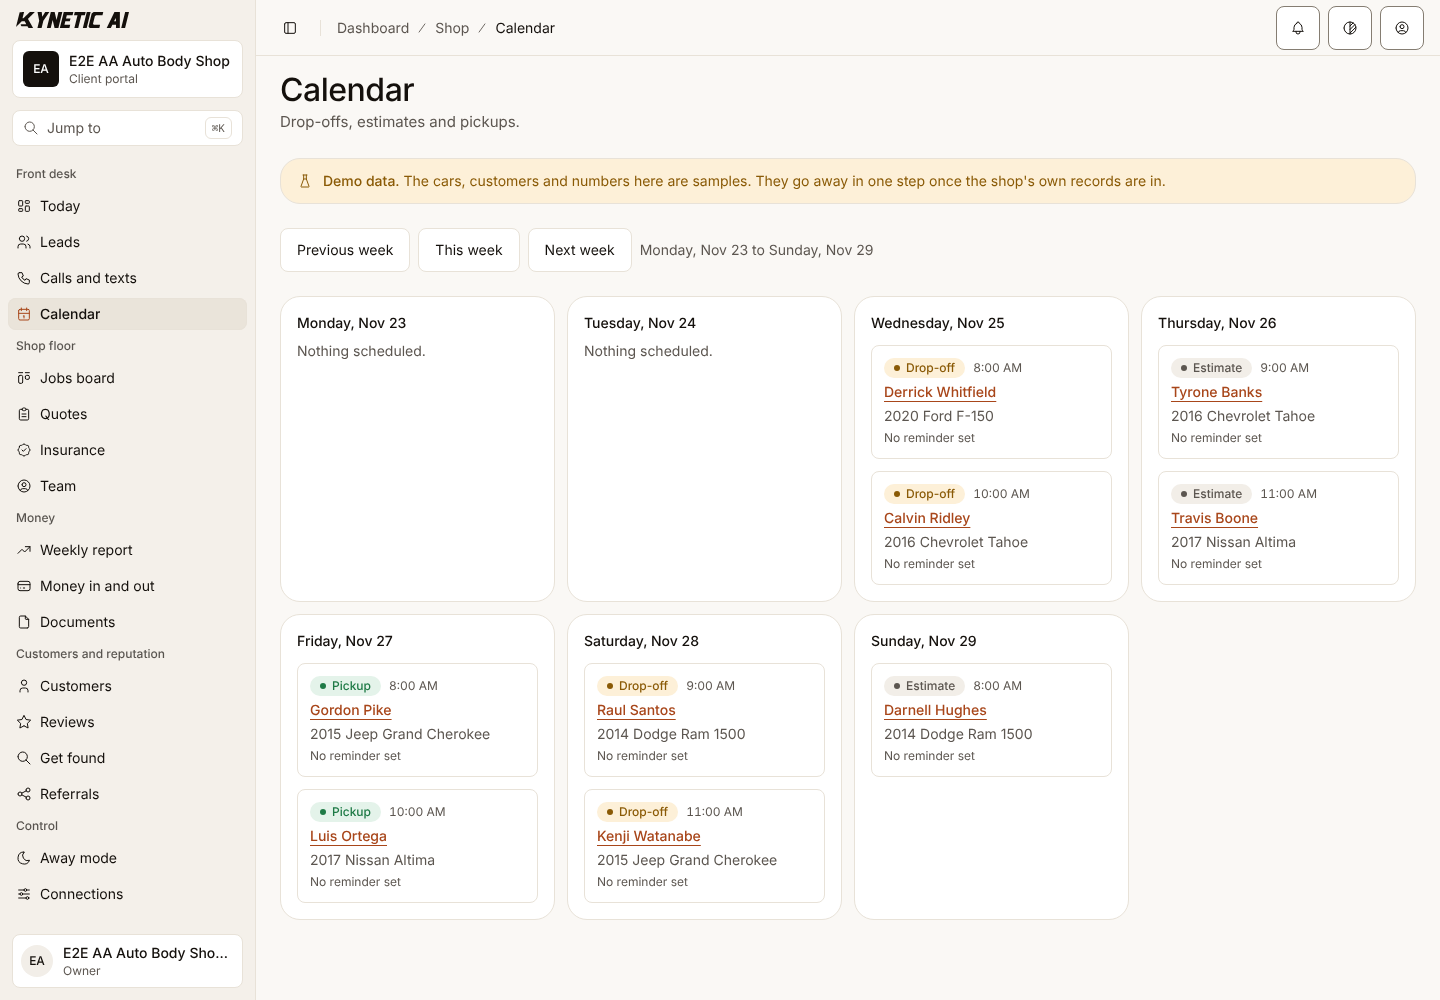 KYNETIC AI
EA
E2E AA Auto Body Shop
Client portal
Jump to
⌘K
Front desk
Today
Leads
Calls and texts
Calendar
Shop floor
Jobs board
Quotes
Insurance
Team
Money
Weekly report
Money in and out
Documents
Customers and reputation
Customers
Reviews
Get found
Referrals
Control
Away mode
Connections
EA
E2E AA Auto Body Sho...
Owner
Dashboard / Shop / Calendar
Calendar
Drop-offs, estimates and pickups.
Demo data. The cars, customers and numbers here are samples. They go away in one step once the shop's own records are in.
Previous week
This week
Next week
Monday, Nov 23 to Sunday, Nov 29
Monday, Nov 23
Nothing scheduled.
Tuesday, Nov 24
Nothing scheduled.
Wednesday, Nov 25
Drop-off 8:00 AM
Derrick Whitfield
2020 Ford F-150
No reminder set
Drop-off 10:00 AM
Calvin Ridley
2016 Chevrolet Tahoe
No reminder set
Thursday, Nov 26
Estimate 9:00 AM
Tyrone Banks
2016 Chevrolet Tahoe
No reminder set
Estimate 11:00 AM
Travis Boone
2017 Nissan Altima
No reminder set
Friday, Nov 27
Pickup 8:00 AM
Gordon Pike
2015 Jeep Grand Cherokee
No reminder set
Pickup 10:00 AM
Luis Ortega
2017 Nissan Altima
No reminder set
Saturday, Nov 28
Drop-off 9:00 AM
Raul Santos
2014 Dodge Ram 1500
No reminder set
Drop-off 11:00 AM
Kenji Watanabe
2015 Jeep Grand Cherokee
No reminder set
Sunday, Nov 29
Estimate 8:00 AM
Darnell Hughes
2014 Dodge Ram 1500
No reminder set